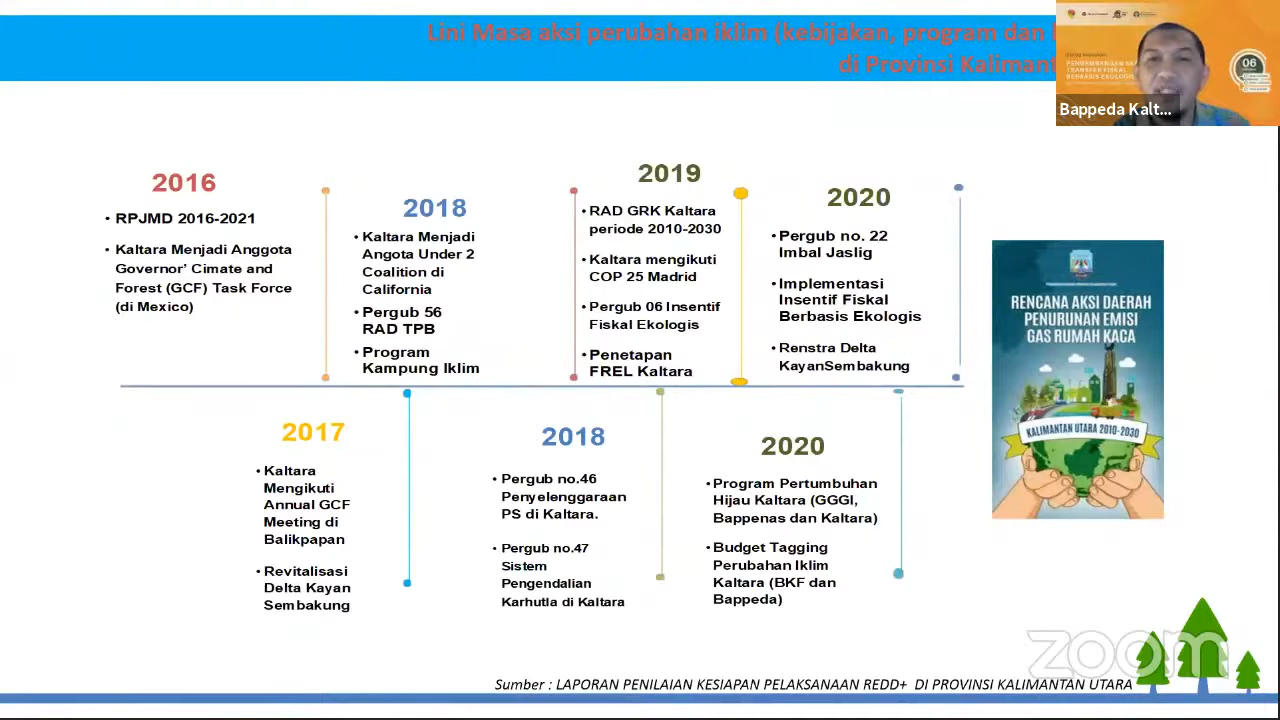 Lini Masa aksi perubahan iklim (kebijakan, program dan
di Provinsi Kalimant
06
Bappeda Kalt...
2016
• RPJMD 2016-2021
• Kaltara Menjadi Anggota
Governor’ Cimate and
Forest (GCF) Task Force
(di Mexico)
2018
• Kaltara Menjadi
Angota Under 2
Coalition di
California
• Pergub 56
RAD TPB
• Program
Kampung Iklim
2019
• RAD GRK Kaltara
periode 2010-2030
• Kaltara mengikuti
COP 25 Madrid
• Pergub 06 Insentif
Fiskal Ekologis
• Penetapan
FREL Kaltara
2020
• Pergub no. 22
Imbal Jaslig
• Implementasi
Insentif Fiskal
Berbasis Ekologis
• Renstra Delta
KayanSembakung
RENCANA AKSI DAERAH
PENURUNAN EMISI
GAS RUMAH KACA
KALIMANTAN UTARA 2010-2030
2017
• Kaltara
Mengikuti
Annual GCF
Meeting di
Balikpapan
• Revitalisasi
Delta Kayan
Sembakung
2018
• Pergub no.46
Penyelenggaraan
PS di Kaltara.
• Pergub no.47
Sistem
Pengendalian
Karhutla di Kaltara
2020
• Program Pertumbuhan
Hijau Kaltara (GGGI,
Bappenas dan Kaltara)
• Budget Tagging
Perubahan Iklim
Kaltara (BKF dan
Bappeda)
zoom
Sumber : LAPORAN PENILAIAN KESIAPAN PELAKSANAAN REDD+ DI PROVINSI KALIMANTAN UTARA